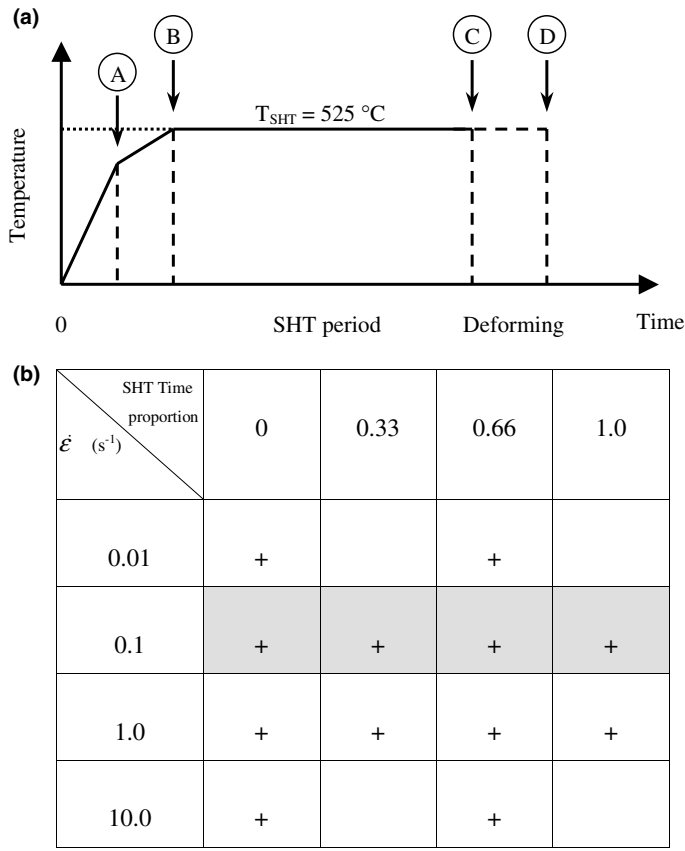 (a)
A
B
C
D
T_SHT = 525 °C
Temperature
0
SHT period
Deforming
Time
(b)
SHT Time
proportion
ε̇ (s⁻¹)
0
0.33
0.66
1.0
0.01
+
+
0.1
+
+
+
+
1.0
+
+
+
+
10.0
+
+